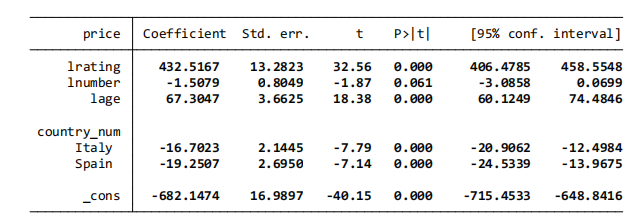 price Coefficient Std. err. t P>|t| [95% conf. interval]
lrating 432.5167 13.2823 32.56 0.000 406.4785 458.5548
lnumber -1.5079 0.8049 -1.87 0.061 -3.0858 0.0699
lage 67.3047 3.6625 18.38 0.000 60.1249 74.4846
country_num
Italy -16.7023 2.1445 -7.79 0.000 -20.9062 -12.4984
Spain -19.2507 2.6950 -7.14 0.000 -24.5339 -13.9675
_cons -682.1474 16.9897 -40.15 0.000 -715.4533 -648.8416